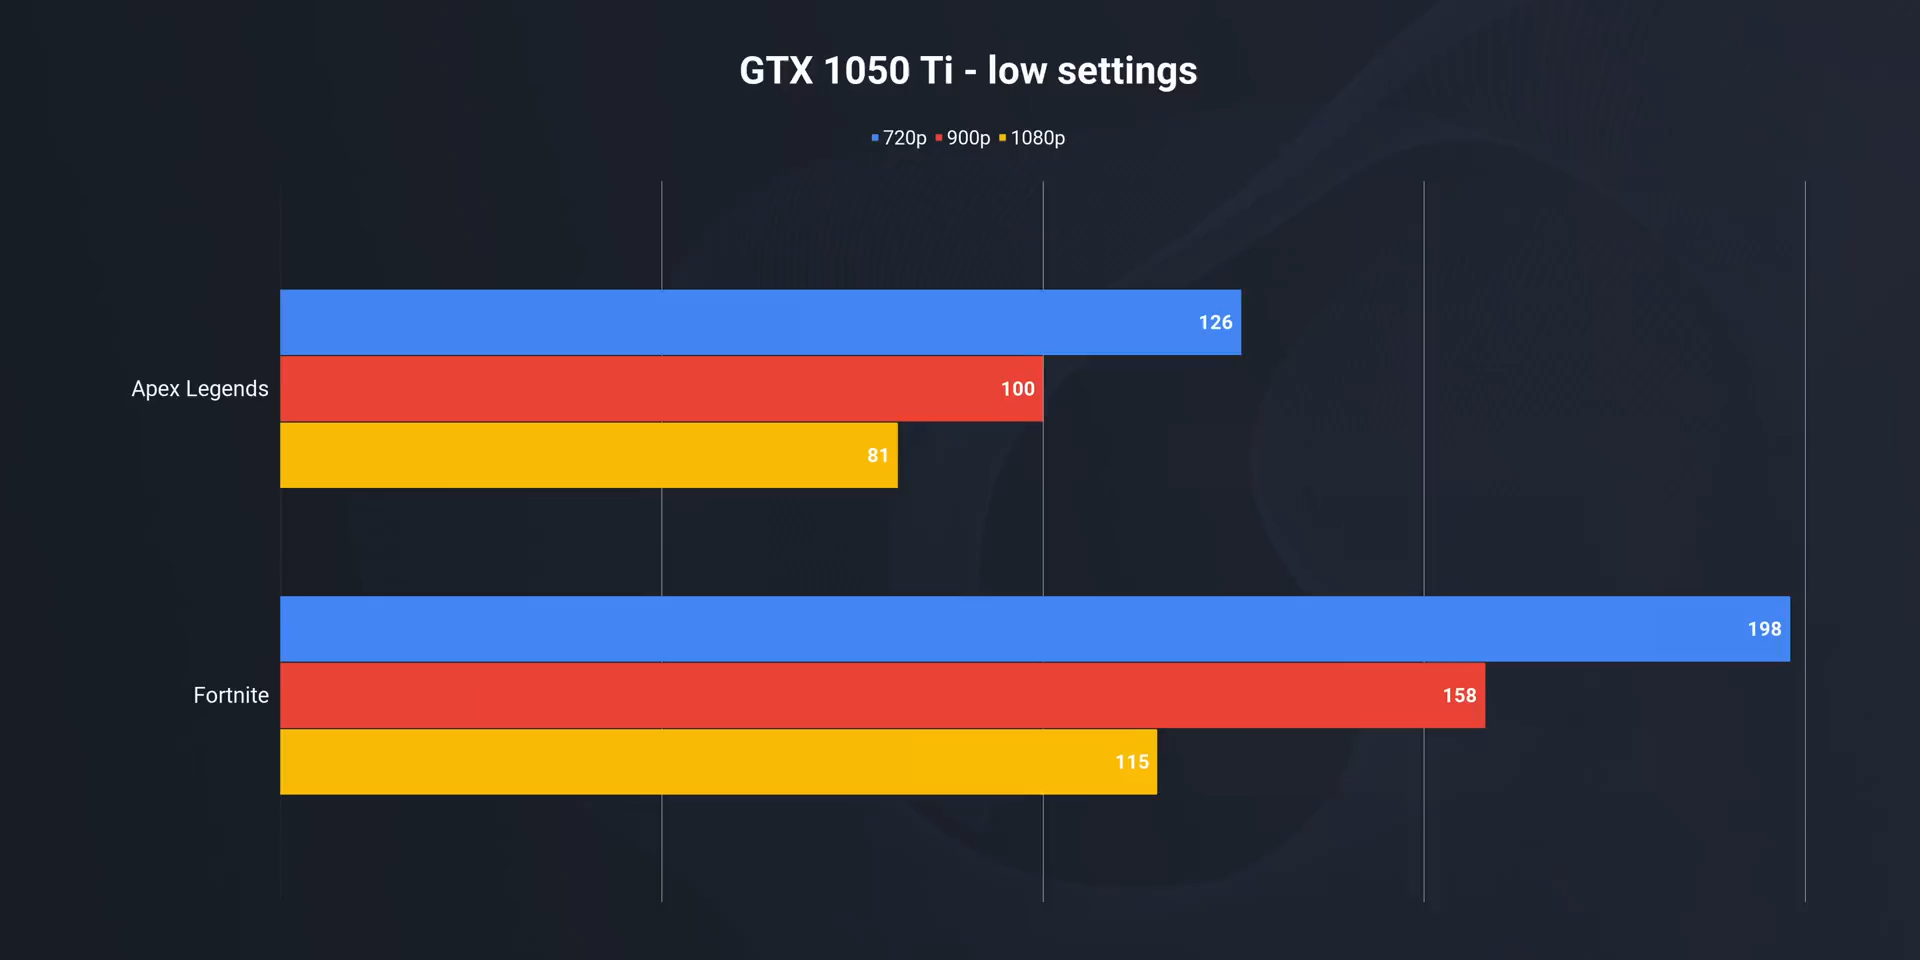 GTX 1050 Ti - low settings
720p 900p 1080p
126
Apex Legends 100
81
198
Fortnite 158
115